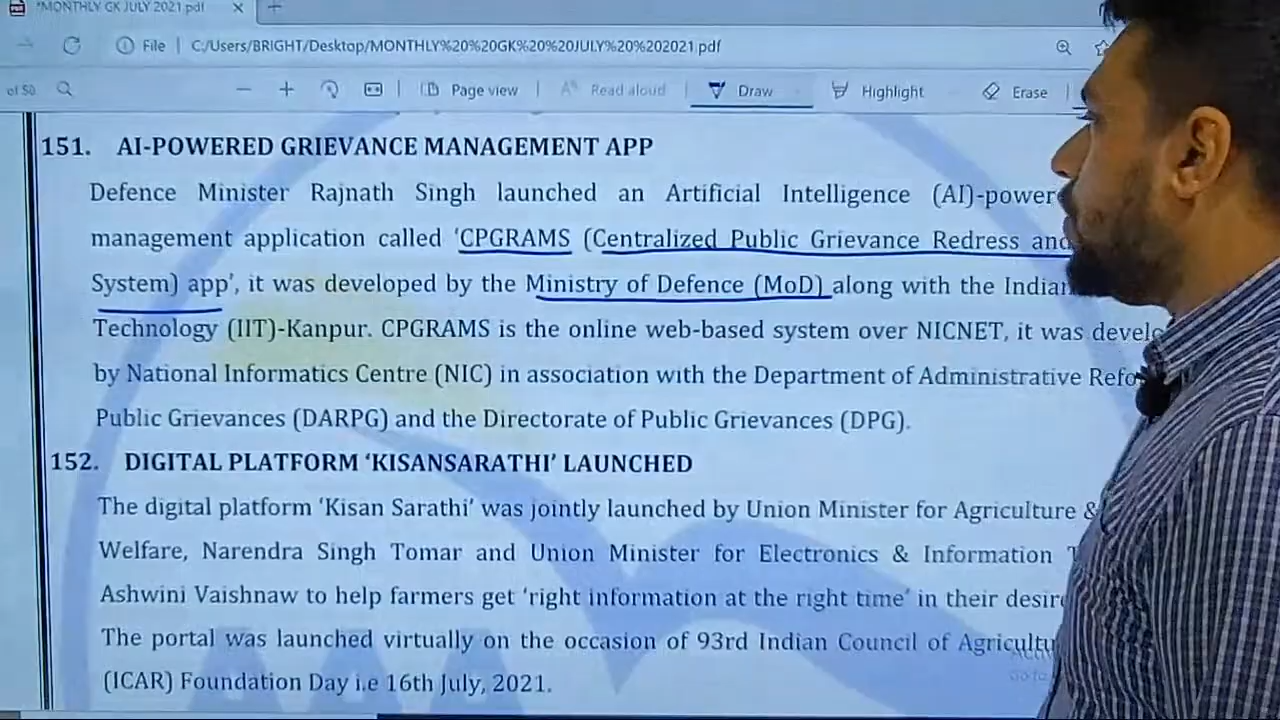 *MONTHLY GK JULY 2021.pdf
File | C:/Users/BRIGHT/Desktop/MONTHLY%20%20GK%20%20JULY%20%202021.pdf
of 50 Page view Read aloud Draw Highlight Erase
151. AI-POWERED GRIEVANCE MANAGEMENT APP
Defence Minister Rajnath Singh launched an Artificial Intelligence (AI)-power
management application called 'CPGRAMS (Centralized Public Grievance Redress and
System) app', it was developed by the Ministry of Defence (MoD) along with the Indian
Technology (IIT)-Kanpur. CPGRAMS is the online web-based system over NICNET, it was develo
by National Informatics Centre (NIC) in association with the Department of Administrative Refo
Public Grievances (DARPG) and the Directorate of Public Grievances (DPG).
152. DIGITAL PLATFORM 'KISANSARATHI' LAUNCHED
The digital platform 'Kisan Sarathi' was jointly launched by Union Minister for Agriculture &
Welfare, Narendra Singh Tomar and Union Minister for Electronics & Information T
Ashwini Vaishnaw to help farmers get 'right information at the right time' in their desire
The portal was launched virtually on the occasion of 93rd Indian Council of Agricultu
(ICAR) Foundation Day i.e 16th July, 2021.